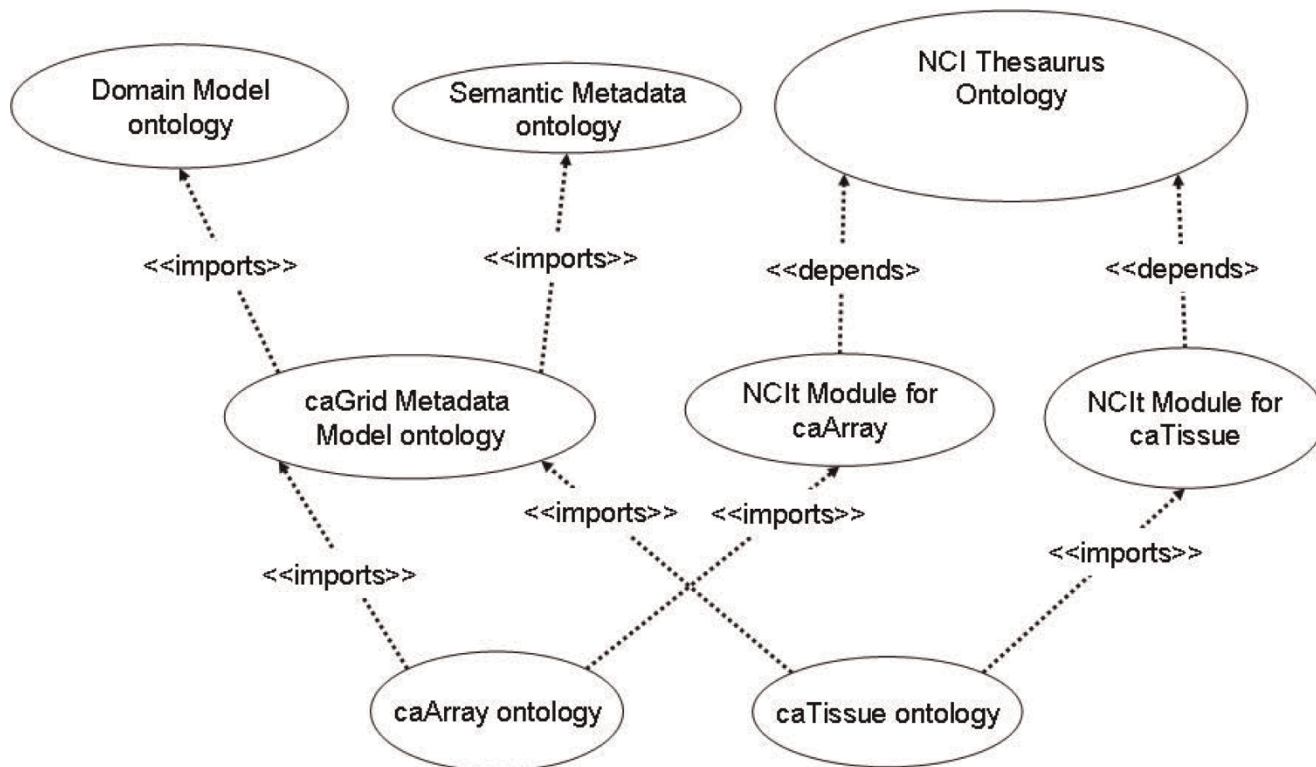 Domain Model
ontology
Semantic Metadata
ontology
NCI Thesaurus
Ontology
<<imports>>
<<imports>>
<<depends>
<<depends>
caGrid Metadata
Model ontology
NCIt Module for
caArray
NCIt Module for
caTissue
<<imports>>
<<imports>>
<<imports>>
<<imports>>
caArray ontology
caTissue ontology